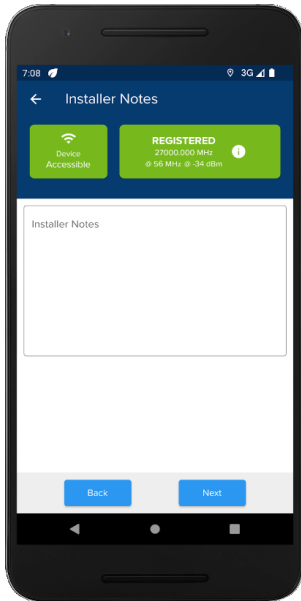 7:08 3G
Installer Notes
Device
Accessible
REGISTERED
27000.000 MHz
@ 56 MHz @ -34 dBm
Installer Notes
Back Next